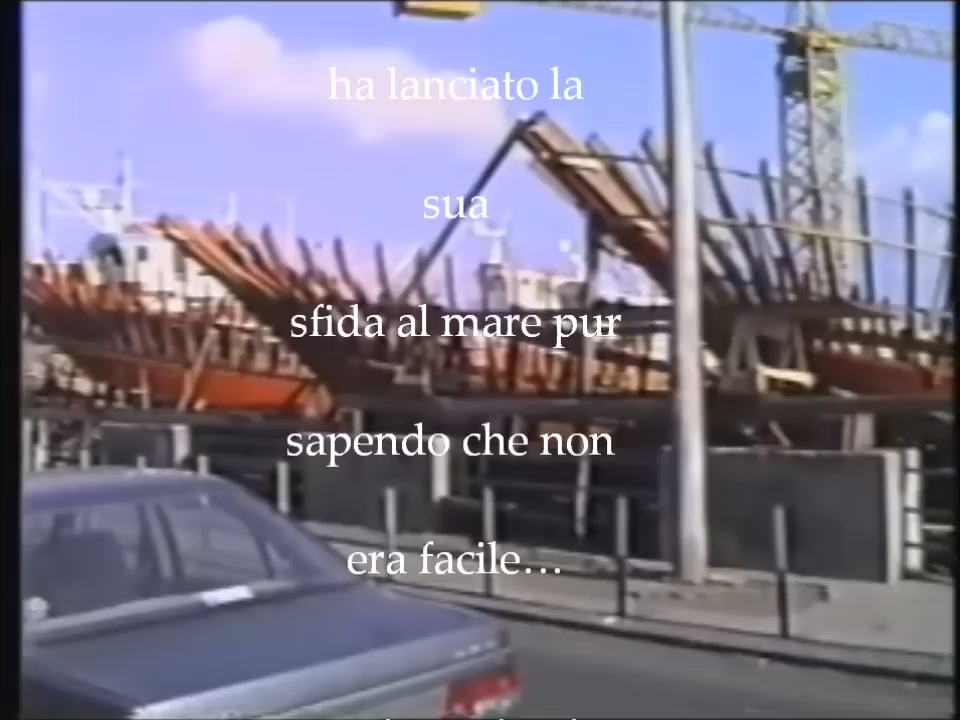 ha lanciato la
sua
sfida al mare pur
sapendo che non
era facile…